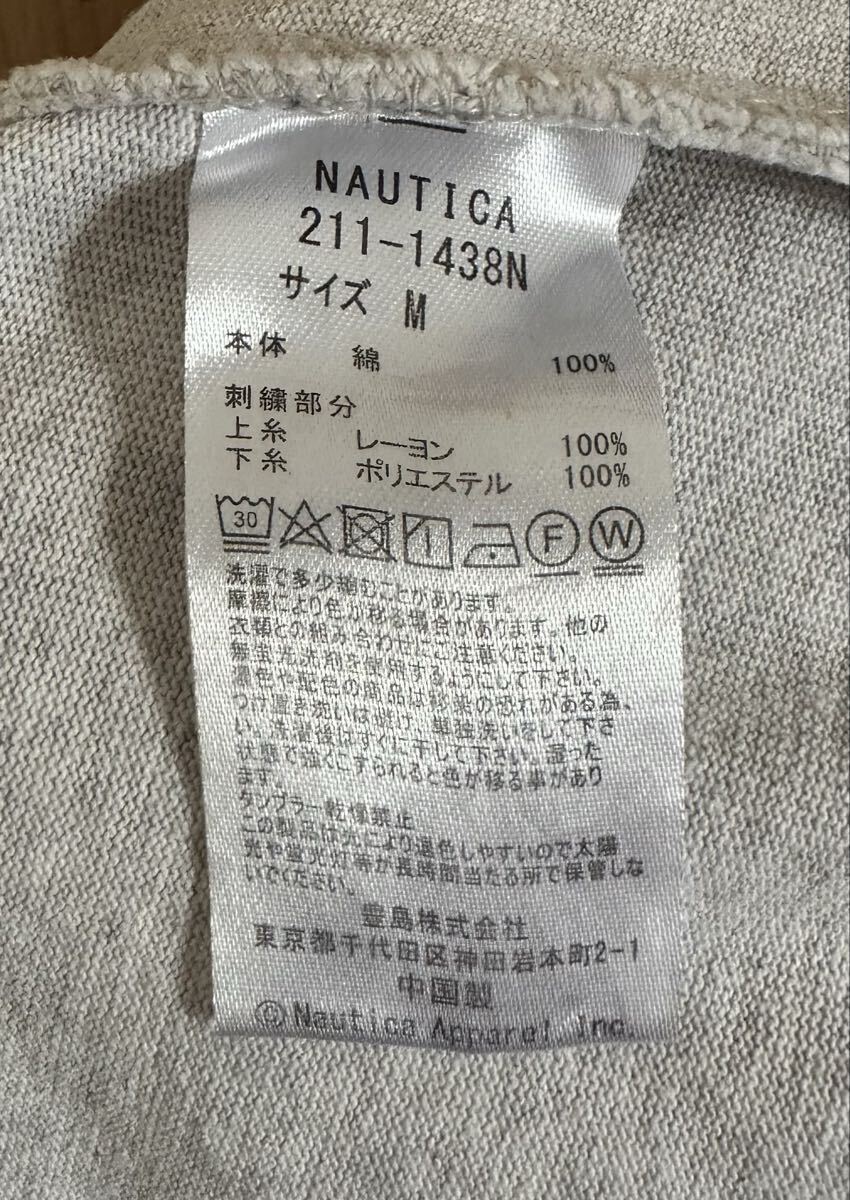 NAUTICA
211-1438N
サイズ M
本体 綿 100%
刺繍部分
上糸 レーヨン 100%
下糸 ポリエステル 100%
30 F W
洗濯で多少縮むことがあります。
摩擦により色が移る場合があります。他の
衣類との組み合わせにご注意ください。
無蛍光洗剤を使用するようにして下さい。
濃色や配色の商品は移染の恐れがある為、
つけ置き洗いは避け、単独洗いをして下さ
い。洗濯後はすぐに干して下さい。湿った
状態で強くこすられると色が移る事があり
ます。
タンブラー乾燥禁止
この製品は光により退色しやすいので太陽
光や蛍光灯等が長時間当たる所で保管しな
いでください。
豊島株式会社
東京都千代田区神田岩本町2-1
中国製
Nautica Apparel, Inc.